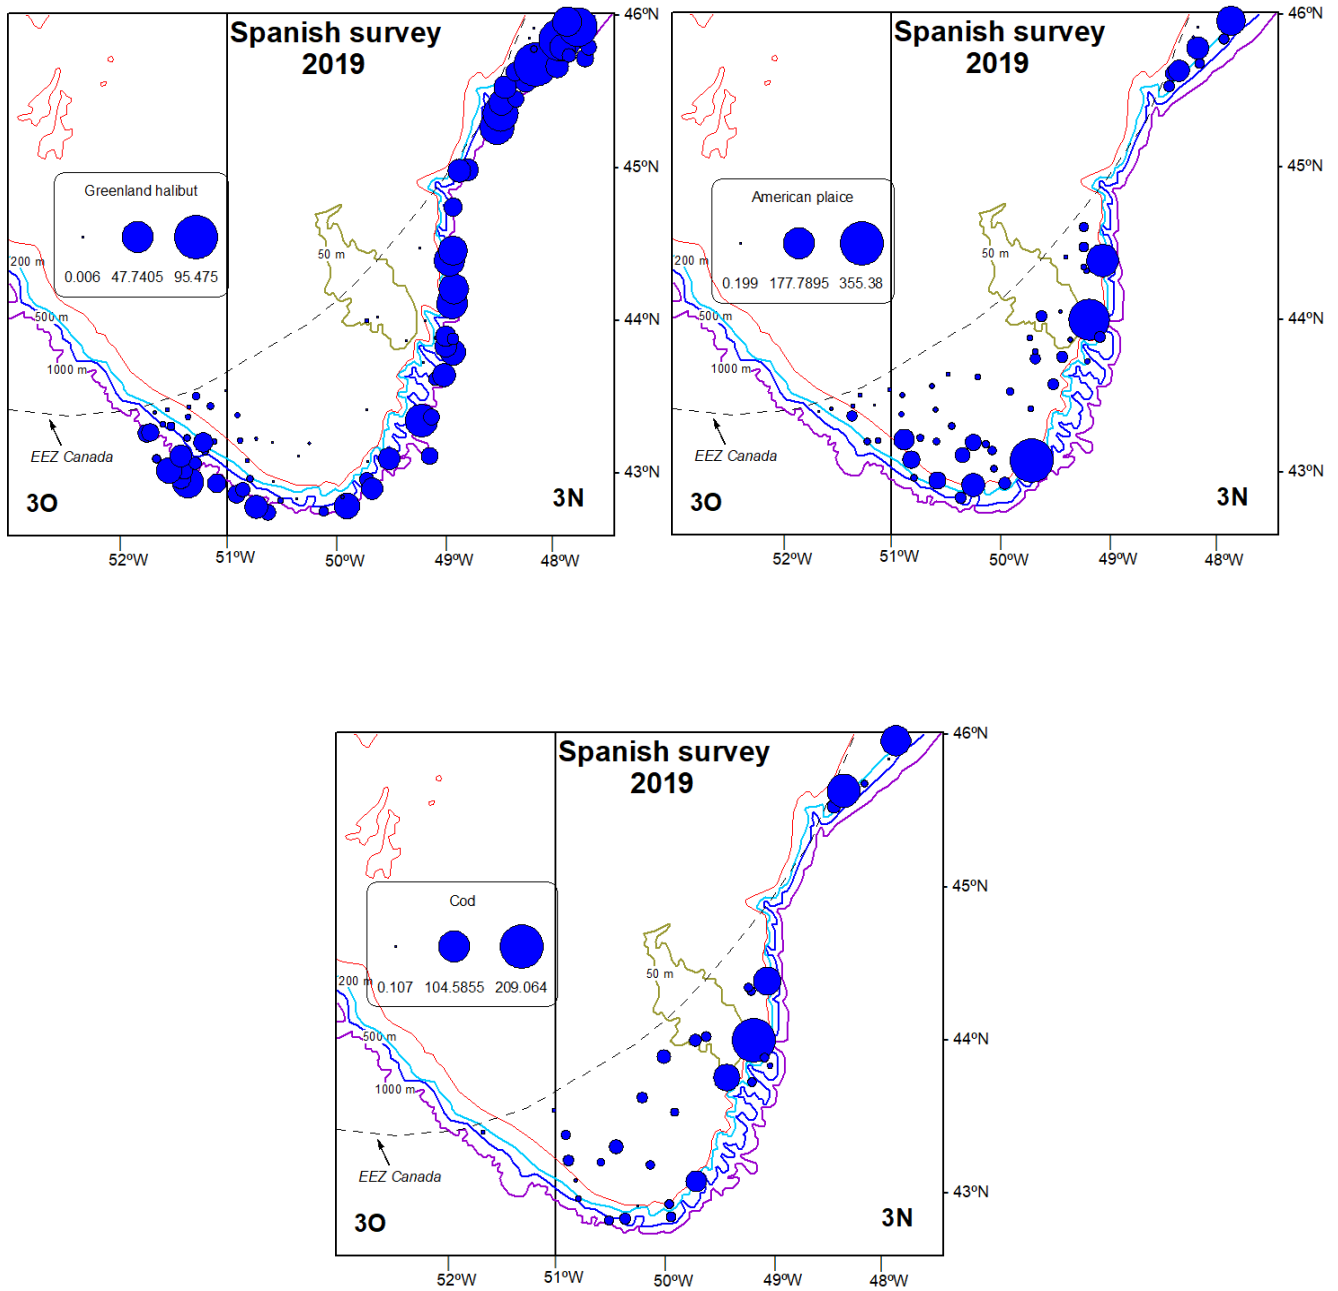 Spanish survey
2019
46ºN
45ºN
44ºN
43ºN
Greenland halibut
0.006 47.7405 95.475
50 m
200 m
500 m
1000 m
EEZ Canada
3O
3N
52ºW 51ºW 50ºW 49ºW 48ºW
Spanish survey
2019
46ºN
45ºN
44ºN
43ºN
American plaice
0.199 177.7895 355.38
50 m
200 m
500 m
1000 m
EEZ Canada
3O
3N
52ºW 51ºW 50ºW 49ºW 48ºW
Spanish survey
2019
46ºN
45ºN
44ºN
43ºN
Cod
0.107 104.5855 209.064
50 m
200 m
500 m
1000 m
EEZ Canada
3O
3N
52ºW 51ºW 50ºW 49ºW 48ºW